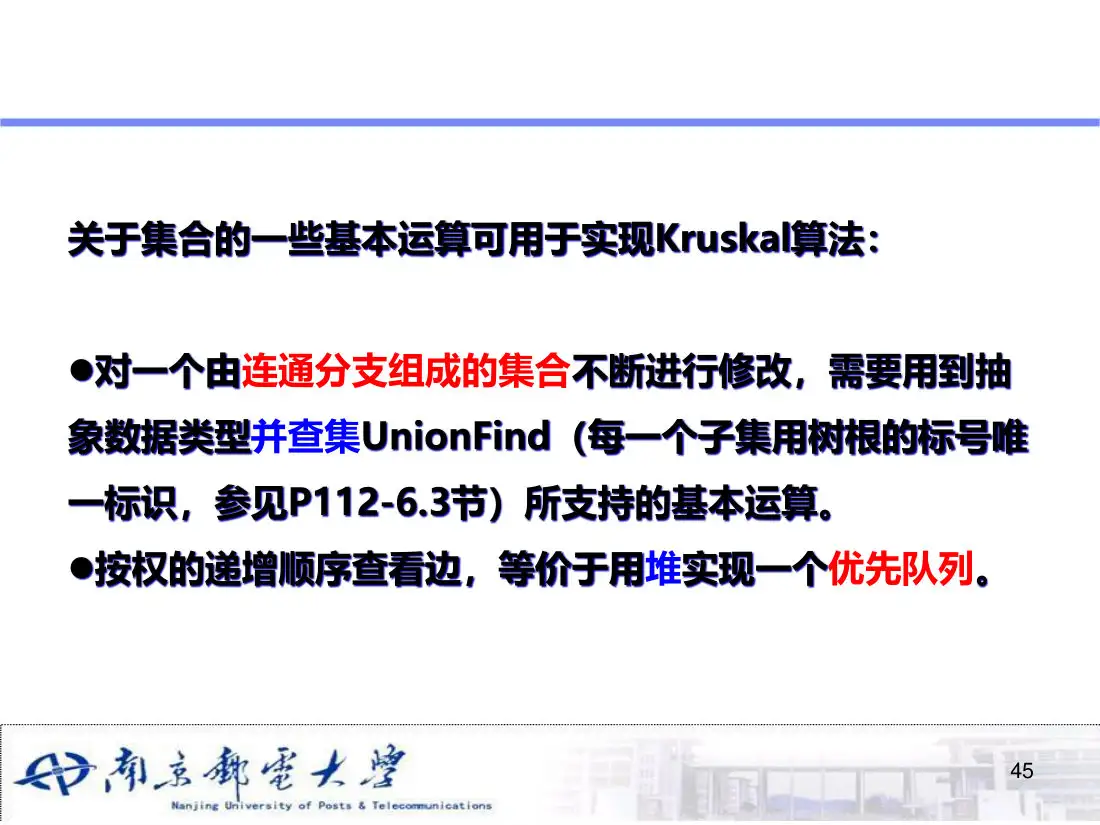 关于集合的一些基本运算可用于实现Kruskal算法：
●对一个由连通分支组成的集合不断进行修改，需要用到抽
象数据类型并查集UnionFind（每一个子集用树根的标号唯
一标识，参见P112-6.3节）所支持的基本运算。
●按权的递增顺序查看边，等价于用堆实现一个优先队列。
南京郵電大學
Nanjing University of Posts & Telecommunications
45